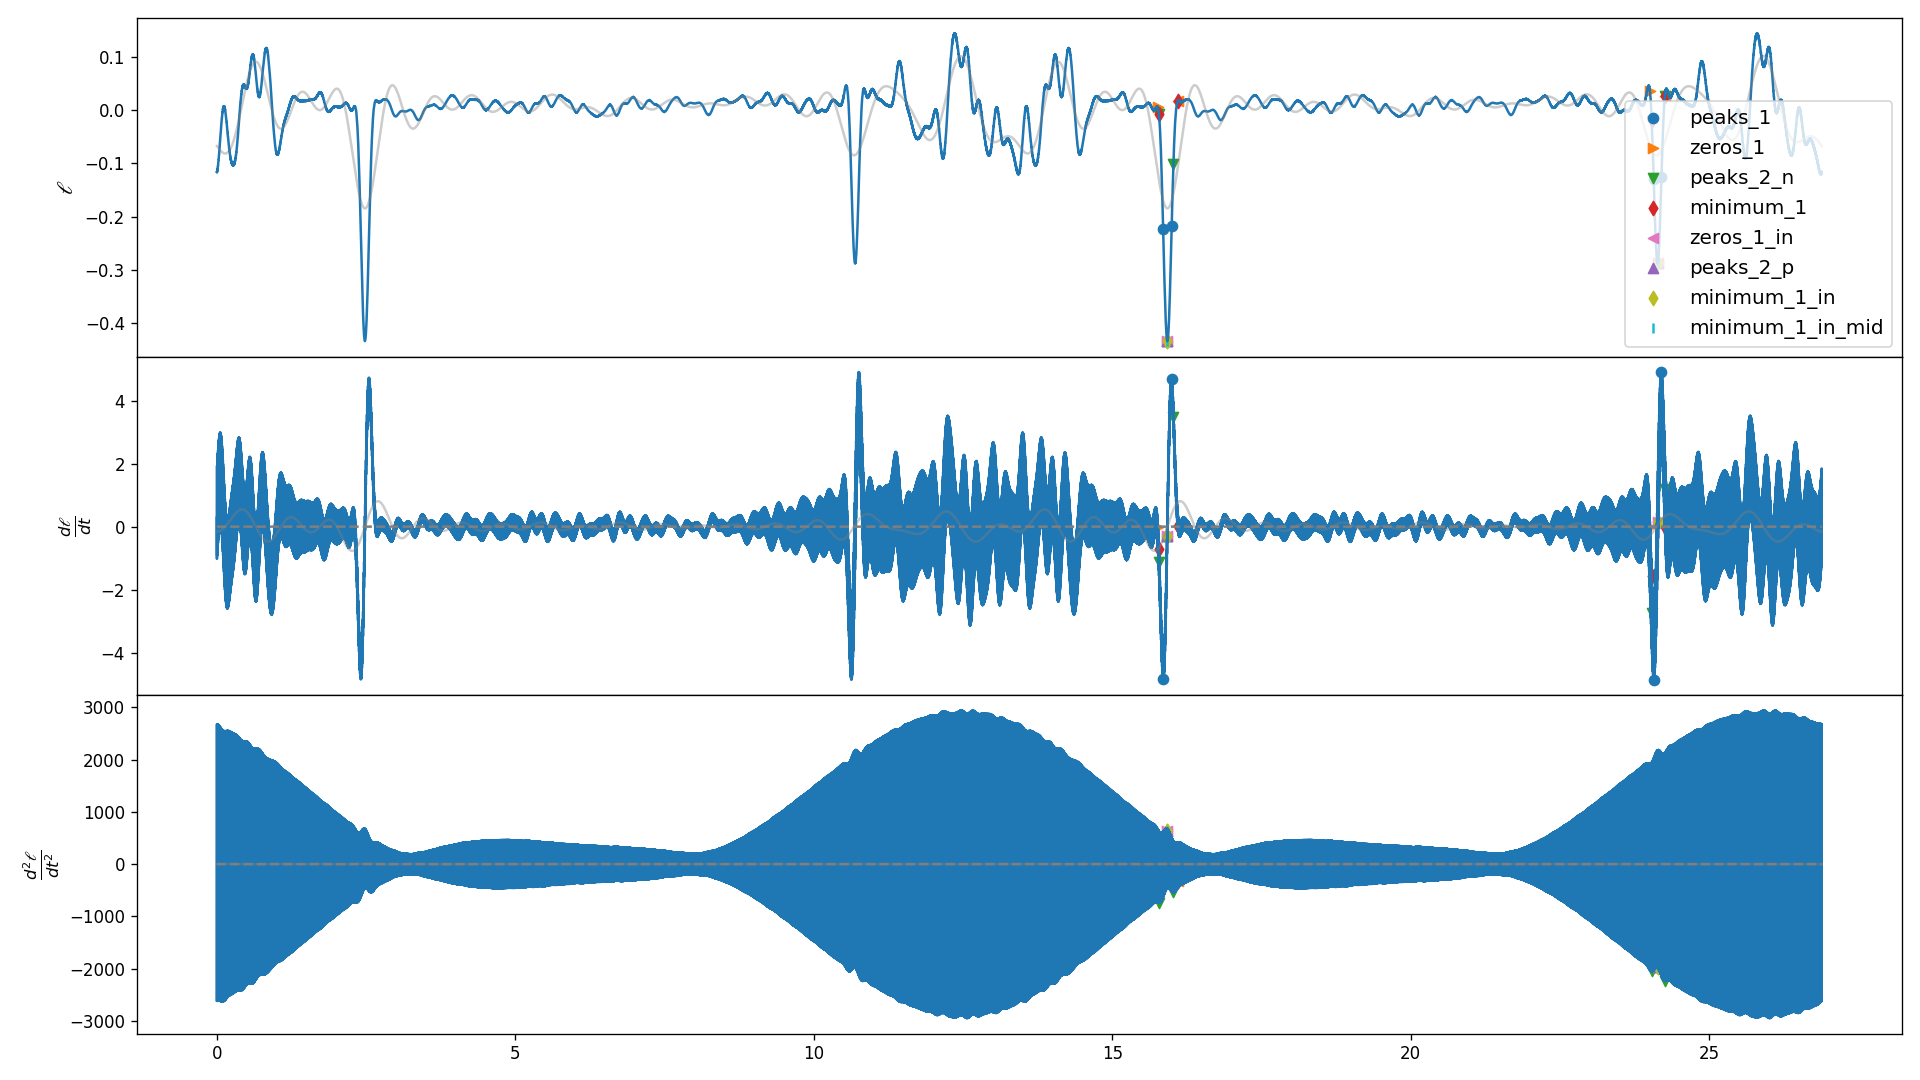 0.1
0.0
−0.1
−0.2
−0.3
−0.4
ℓ
peaks_1
zeros_1
peaks_2_n
minimum_1
zeros_1_in
peaks_2_p
minimum_1_in
minimum_1_in_mid
4
2
0
−2
−4
dℓ
dt
3000
2000
1000
0
−1000
−2000
−3000
d²ℓ
dt²
0 5 10 15 20 25